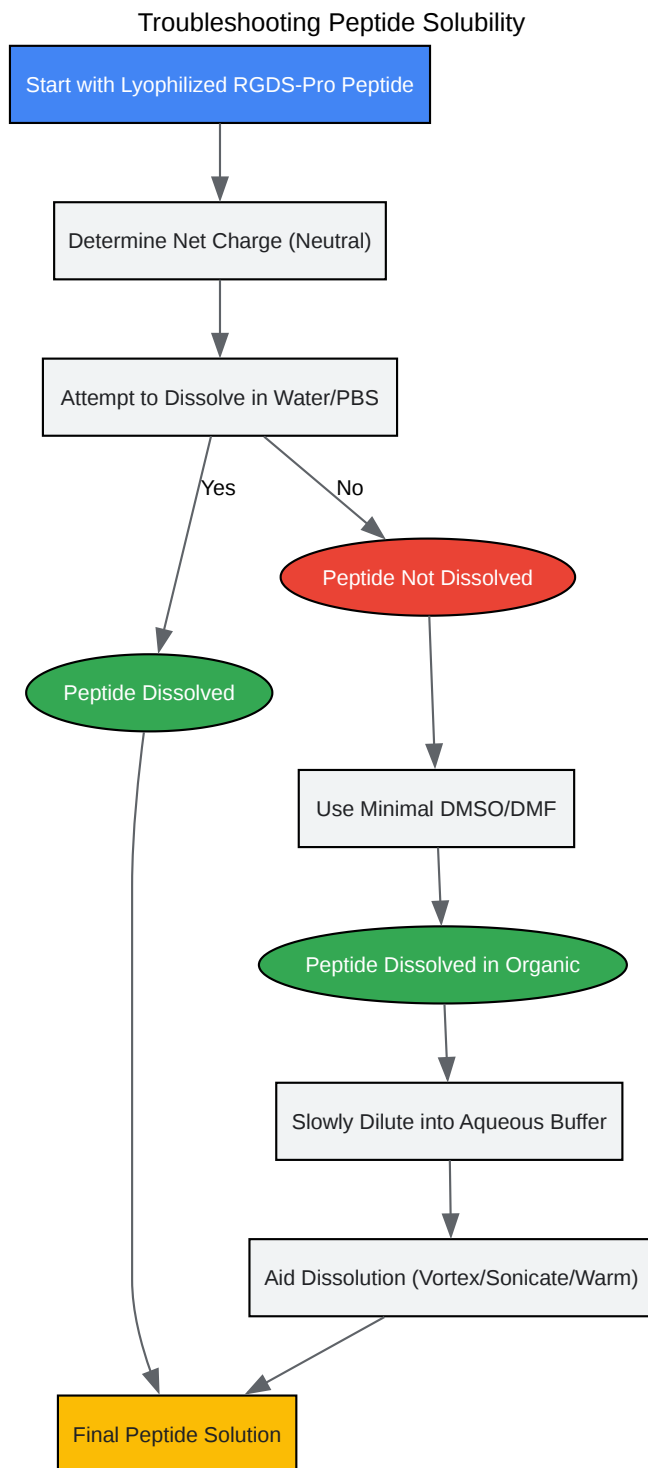 Troubleshooting Peptide Solubility
Start with Lyophilized RGDS-Pro Peptide
Determine Net Charge (Neutral)
Attempt to Dissolve in Water/PBS
Yes
No
Peptide Not Dissolved
Peptide Dissolved
Use Minimal DMSO/DMF
Peptide Dissolved in Organic
Slowly Dilute into Aqueous Buffer
Aid Dissolution (Vortex/Sonicate/Warm)
Final Peptide Solution